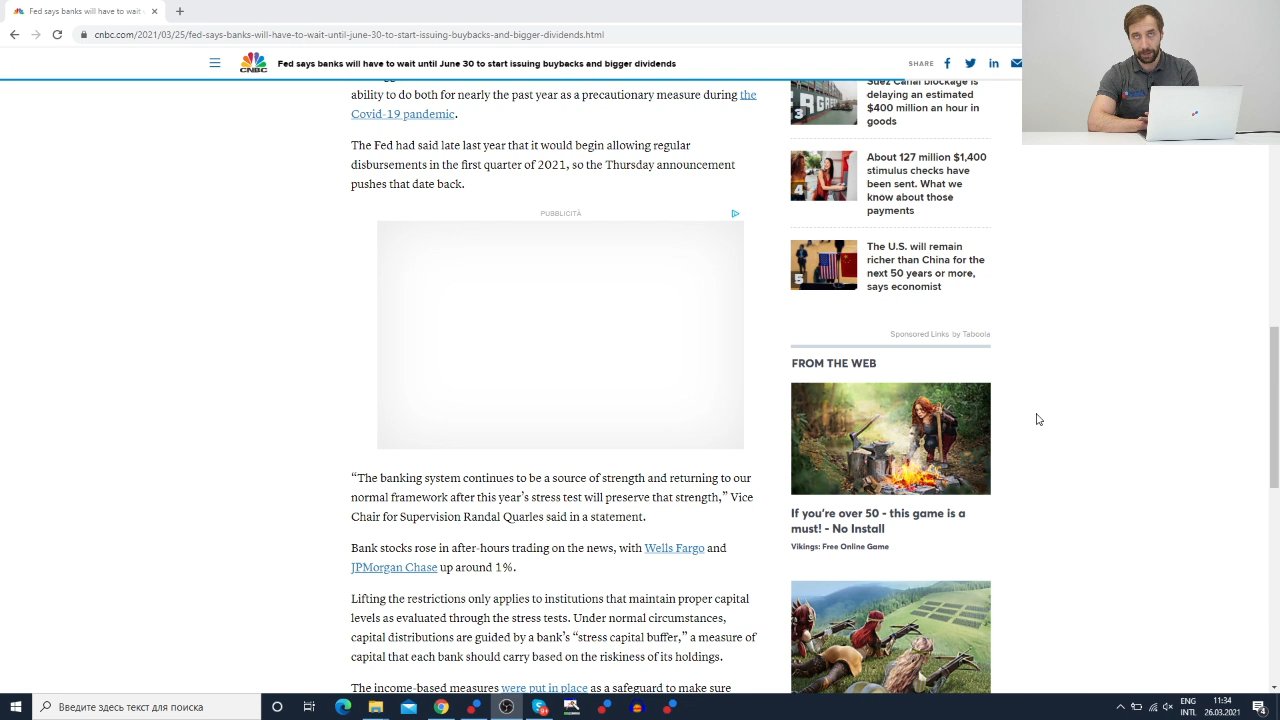 Fed says banks will have to wait
cnbc.com/2021/03/25/fed-says-banks-will-have-to-wait-until-june-30-to-start-issuing-buybacks-and-bigger-dividends.html
CNBC
Fed says banks will have to wait until June 30 to start issuing buybacks and bigger dividends
SHARE
ability to do both for nearly the past year as a precautionary measure during the
Covid-19 pandemic.
The Fed had said late last year that it would begin allowing regular
disbursements in the first quarter of 2021, so the Thursday announcement
pushes that date back.
PUBBLICITÀ
“The banking system continues to be a source of strength and returning to our
normal framework after this year’s stress test will preserve that strength,” Vice
Chair for Supervision Randal Quarles said in a statement.
Bank stocks rose in after-hours trading on the news, with Wells Fargo and
JPMorgan Chase up around 1%.
Lifting the restrictions only applies to institutions that maintain proper capital
levels as evaluated through the stress tests. Under normal circumstances,
capital distributions are guided by a bank’s “stress capital buffer,” a measure of
capital that each bank should carry based on the riskiness of its holdings.
The income-based measures were put in place as a safeguard to make sure
Suez Canal blockage is
delaying an estimated
$400 million an hour in
goods
3
About 127 million $1,400
stimulus checks have
been sent. What we
know about those
payments
4
The U.S. will remain
richer than China for the
next 50 years or more,
says economist
5
Sponsored Links by Taboola
FROM THE WEB
If you’re over 50 - this game is a
must! - No Install
Vikings: Free Online Game
Введите здесь текст для поиска
ENG
INTL
11:34
26.03.2021